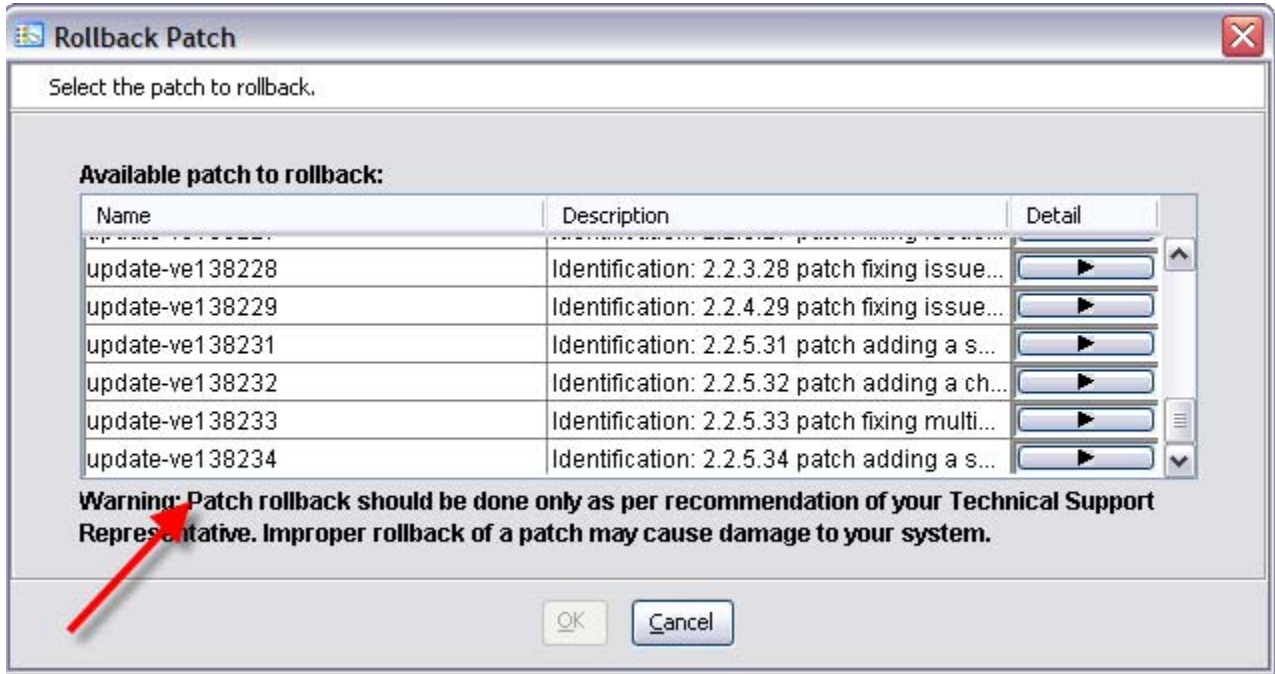 Rollback Patch
Select the patch to rollback.
Available patch to rollback:
Name Description Detail
update-ve138228 Identification: 2.2.3.28 patch fixing issue...
update-ve138229 Identification: 2.2.4.29 patch fixing issue...
update-ve138231 Identification: 2.2.5.31 patch adding a s...
update-ve138232 Identification: 2.2.5.32 patch adding a ch...
update-ve138233 Identification: 2.2.5.33 patch fixing multi...
update-ve138234 Identification: 2.2.5.34 patch adding a s...
Warning: Patch rollback should be done only as per recommendation of your Technical Support
Representative. Improper rollback of a patch may cause damage to your system.
OK Cancel